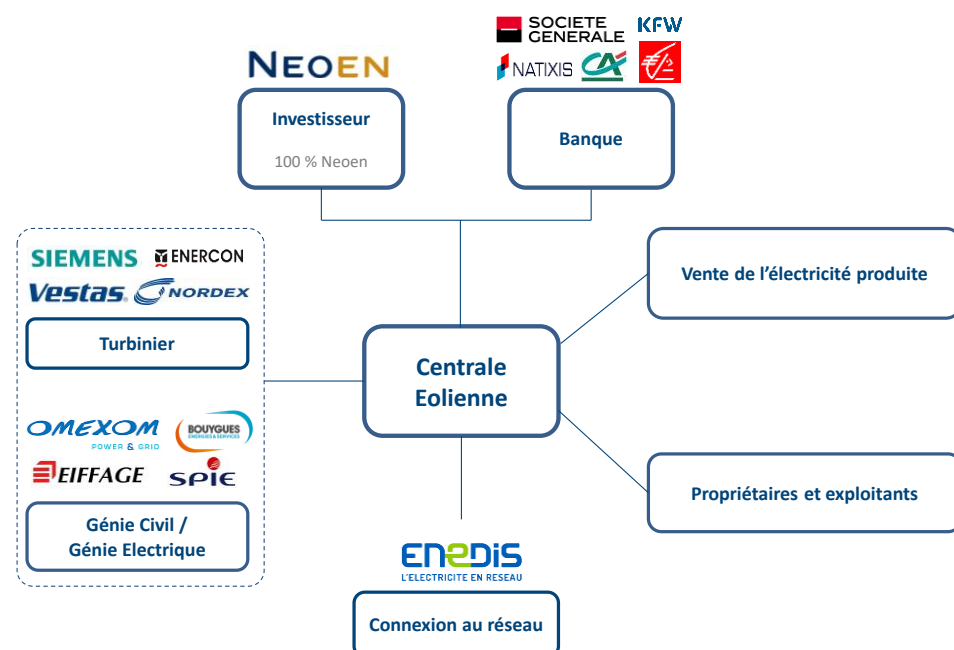 SOCIETE
GENERALE
KFW
NEOEN
NATIXIS
CA
Investisseur
100 % Neoen
Banque
SIEMENS
ENERCON
Vestas
NORDEX
Turbinier
Vente de l’électricité produite
Centrale
Eolienne
OMEXOM
POWER & GRID
BOUYGUES
ENERGIES & SERVICES
EIFFAGE
SPIE
Génie Civil /
Génie Electrique
Propriétaires et exploitants
ENEDIS
L'ELECTRICITE EN RESEAU
Connexion au réseau